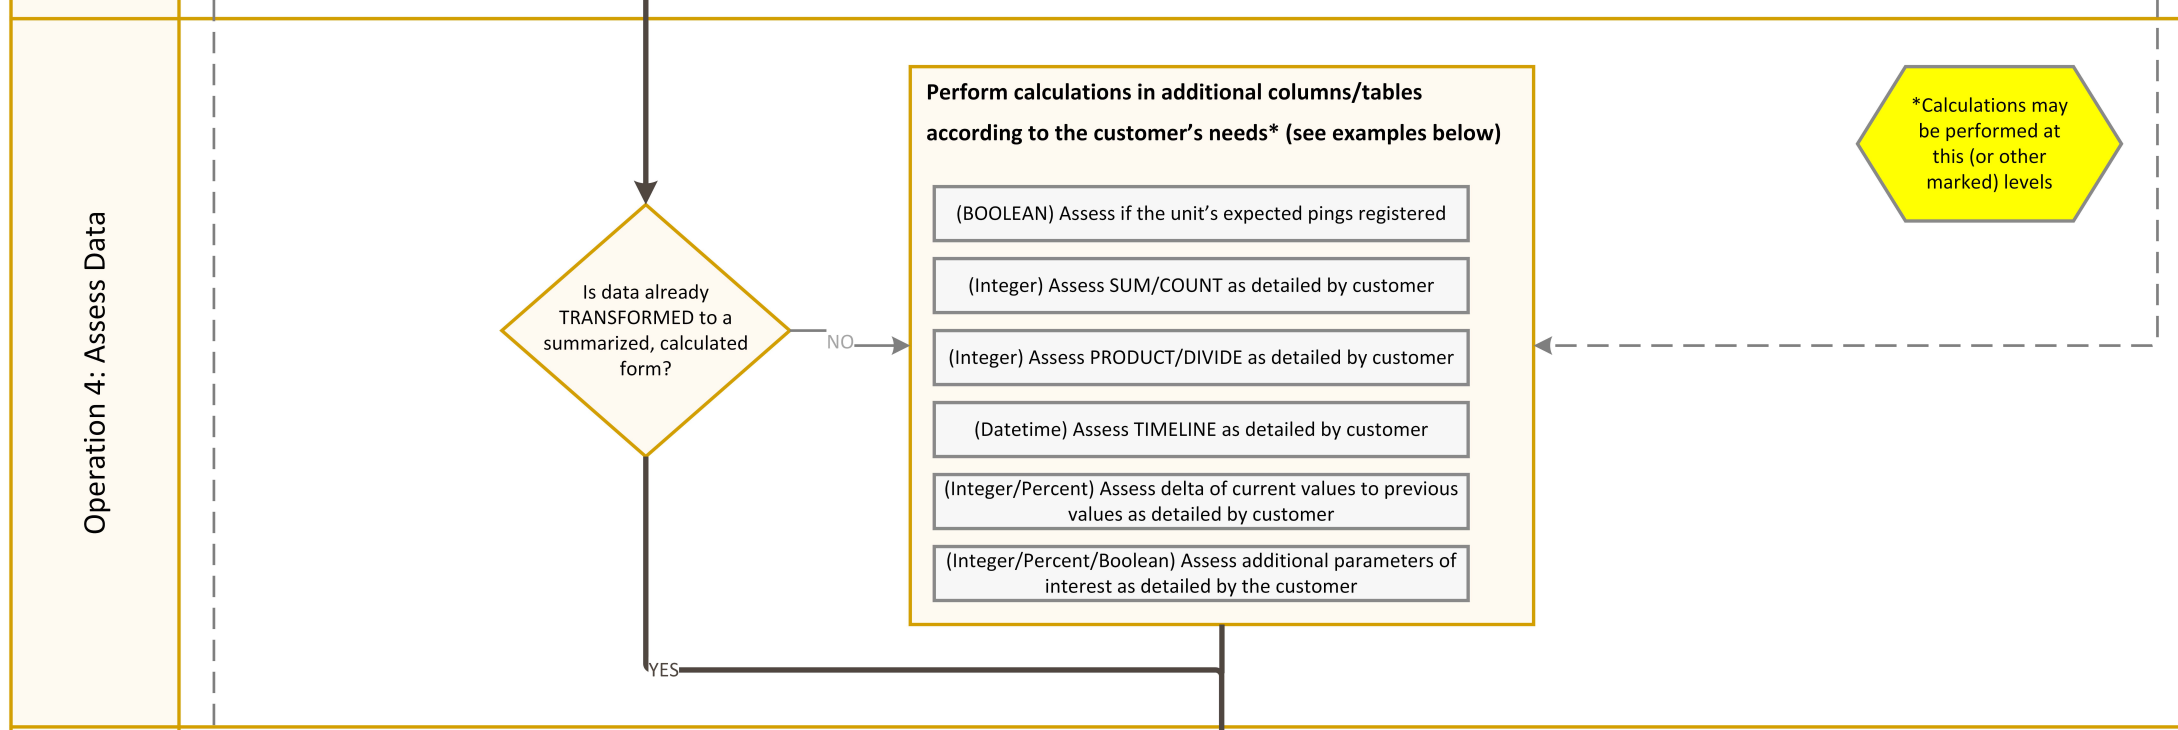 Operation 4: Assess Data
Is data already
TRANSFORMED to a
summarized, calculated
form?
NO
YES
Perform calculations in additional columns/tables
according to the customer’s needs* (see examples below)
(BOOLEAN) Assess if the unit’s expected pings registered
(Integer) Assess SUM/COUNT as detailed by customer
(Integer) Assess PRODUCT/DIVIDE as detailed by customer
(Datetime) Assess TIMELINE as detailed by customer
(Integer/Percent) Assess delta of current values to previous
values as detailed by customer
(Integer/Percent/Boolean) Assess additional parameters of
interest as detailed by the customer
*Calculations may
be performed at
this (or other
marked) levels